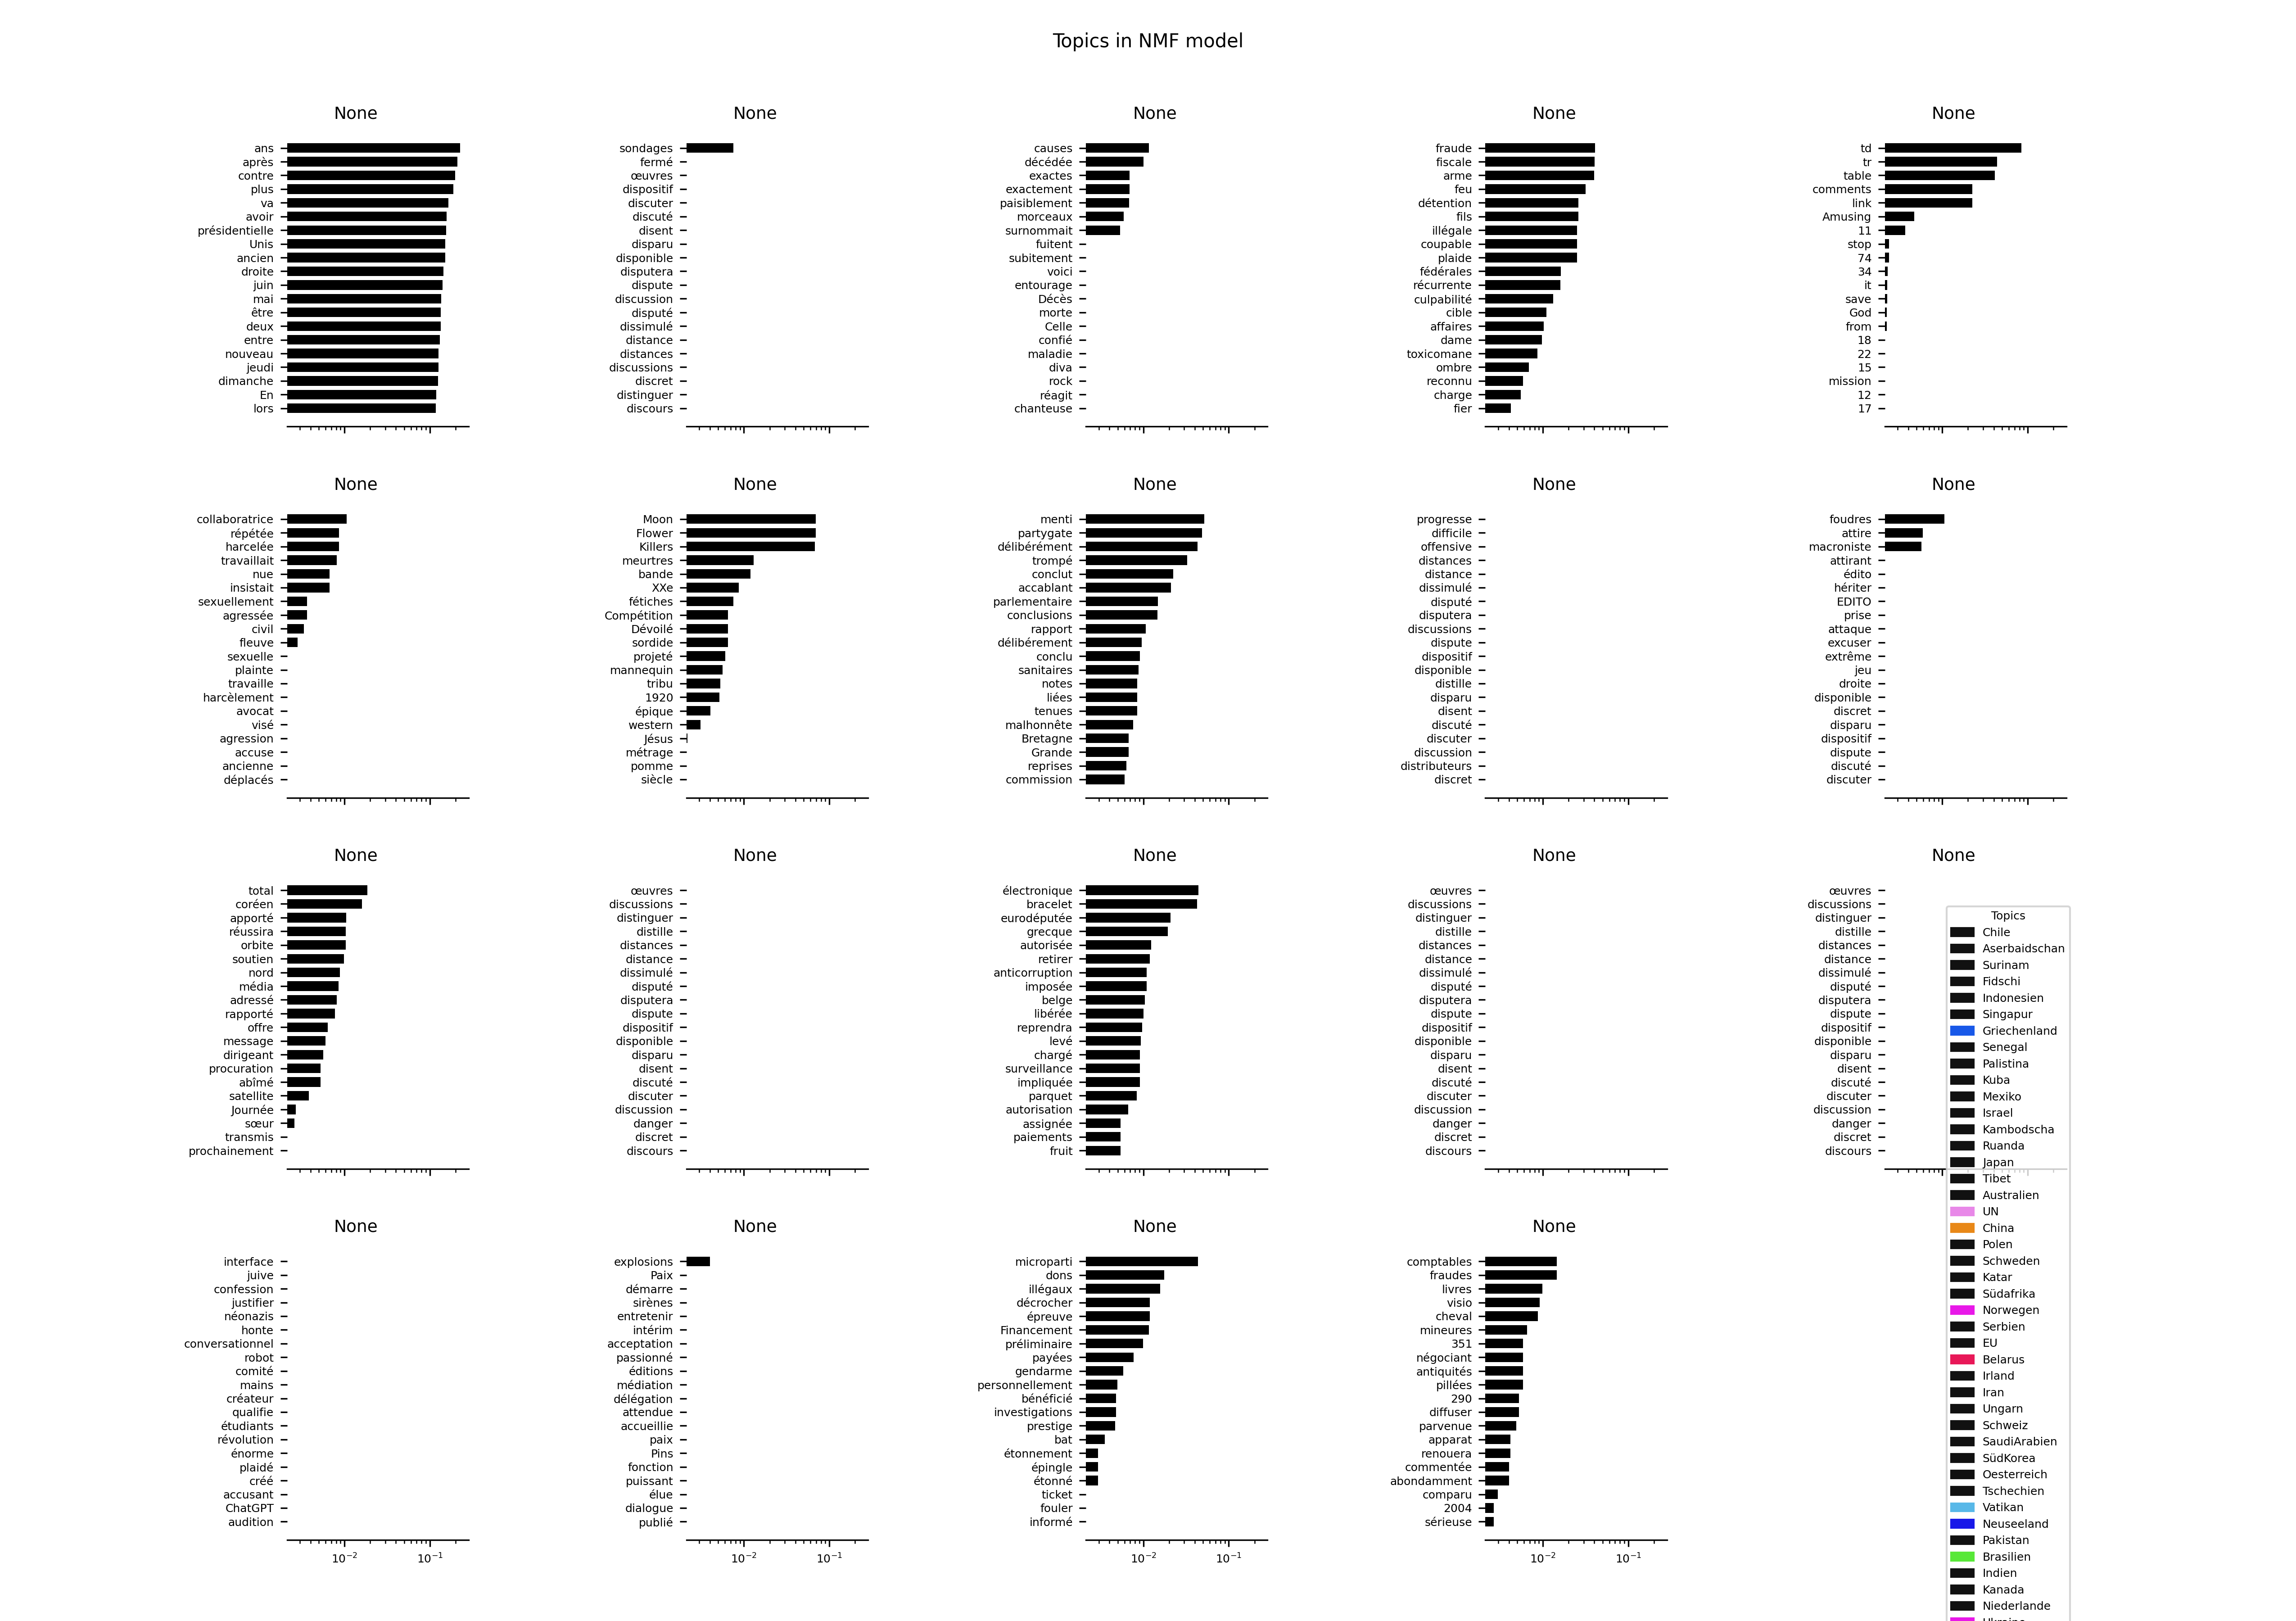 Topics in NMF model
None
ans
après
contre
plus
va
avoir
présidentielle
Unis
ancien
droite
juin
mai
être
deux
entre
nouveau
jeudi
dimanche
En
lors
None
sondages
fermé
œuvres
dispositif
discuter
discuté
disent
disparu
disponible
disputera
dispute
discussion
disputé
dissimulé
distance
distances
discussions
discret
distinguer
discours
None
causes
décédée
exactes
exactement
paisiblement
morceaux
surnommait
fuitent
subitement
voici
entourage
Décès
morte
Celle
confié
maladie
diva
rock
réagit
chanteuse
None
fraude
fiscale
arme
feu
détention
fils
illégale
coupable
plaide
fédérales
récurrente
culpabilité
cible
affaires
dame
toxicomane
ombre
reconnu
charge
fier
None
td
tr
table
comments
link
Amusing
11
stop
74
34
it
save
God
from
18
22
15
mission
12
17
None
collaboratrice
répétée
harcelée
travaillait
nue
insistait
sexuellement
agressée
civil
fleuve
sexuelle
plainte
travaille
harcèlement
avocat
visé
agression
accuse
ancienne
déplacés
None
Moon
Flower
Killers
meurtres
bande
XXe
fétiches
Compétition
Dévoilé
sordide
projeté
mannequin
tribu
1920
épique
western
Jésus
métrage
pomme
siècle
None
menti
partygate
délibérément
trompé
conclut
accablant
parlementaire
conclusions
rapport
délibérement
conclu
sanitaires
notes
liées
tenues
malhonnête
Bretagne
Grande
reprises
commission
None
progresse
difficile
offensive
distances
distance
dissimulé
disputé
disputera
discussions
dispute
dispositif
disponible
distille
disparu
disent
discuté
discuter
discussion
distributeurs
discret
None
foudres
attire
macroniste
attirant
édito
hériter
EDITO
prise
attaque
excuser
extrême
jeu
droite
disponible
discret
disparu
dispositif
dispute
discuté
discuter
None
total
coréen
apporté
réussira
orbite
soutien
nord
média
adressé
rapporté
offre
message
dirigeant
procuration
abîmé
satellite
Journée
sœur
transmis
prochainement
None
œuvres
discussions
distinguer
distille
distances
distance
dissimulé
disputé
disputera
dispute
dispositif
disponible
disparu
disent
discuté
discuter
discussion
danger
discret
discours
None
électronique
bracelet
eurodéputée
grecque
autorisée
retirer
anticorruption
imposée
belge
libérée
reprendra
levé
chargé
surveillance
impliquée
parquet
autorisation
assignée
paiements
fruit
None
œuvres
discussions
distinguer
distille
distances
distance
dissimulé
disputé
disputera
dispute
dispositif
disponible
disparu
disent
discuté
discuter
discussion
danger
discret
discours
None
œuvres
discussions
distinguer
distille
distances
distance
dissimulé
disputé
disputera
dispute
dispositif
disponible
disparu
disent
discuté
discuter
discussion
danger
discret
discours
None
interface
juive
confession
justifier
néonazis
honte
conversationnel
robot
comité
mains
créateur
qualifie
étudiants
révolution
énorme
plaidé
créé
accusant
ChatGPT
audition
10⁻² 10⁻¹
None
explosions
Paix
démarre
sirènes
entretenir
intérim
acceptation
passionné
éditions
médiation
délégation
attendue
accueillie
paix
Pins
fonction
puissant
élue
dialogue
publié
10⁻² 10⁻¹
None
microparti
dons
illégaux
décrocher
épreuve
Financement
préliminaire
payées
gendarme
personnellement
bénéficié
investigations
prestige
bat
étonnement
épingle
étonné
ticket
fouler
informé
10⁻² 10⁻¹
None
comptables
fraudes
livres
visio
cheval
mineures
351
négociant
antiquités
pillées
290
diffuser
parvenue
apparat
renouera
commentée
abondamment
comparu
2004
sérieuse
10⁻² 10⁻¹
Topics
Chile
Aserbaidschan
Surinam
Fidschi
Indonesien
Singapur
Griechenland
Senegal
Palistina
Kuba
Mexiko
Israel
Kambodscha
Ruanda
Japan
Tibet
Australien
UN
China
Polen
Schweden
Katar
Südafrika
Norwegen
Serbien
EU
Belarus
Irland
Iran
Ungarn
Schweiz
SaudiArabien
SüdKorea
Oesterreich
Tschechien
Vatikan
Neuseeland
Pakistan
Brasilien
Indien
Kanada
Niederlande